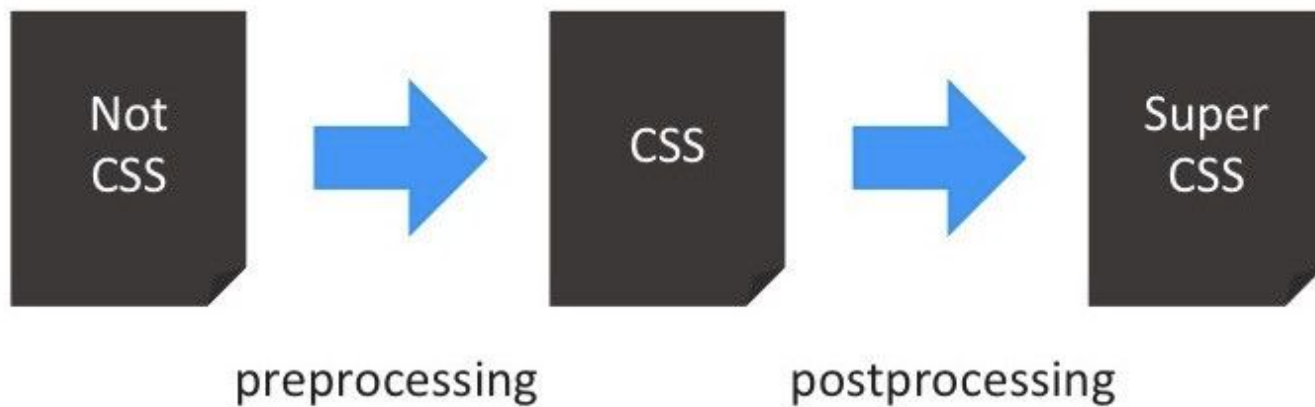 Not
CSS
CSS
Super
CSS
preprocessing
postprocessing